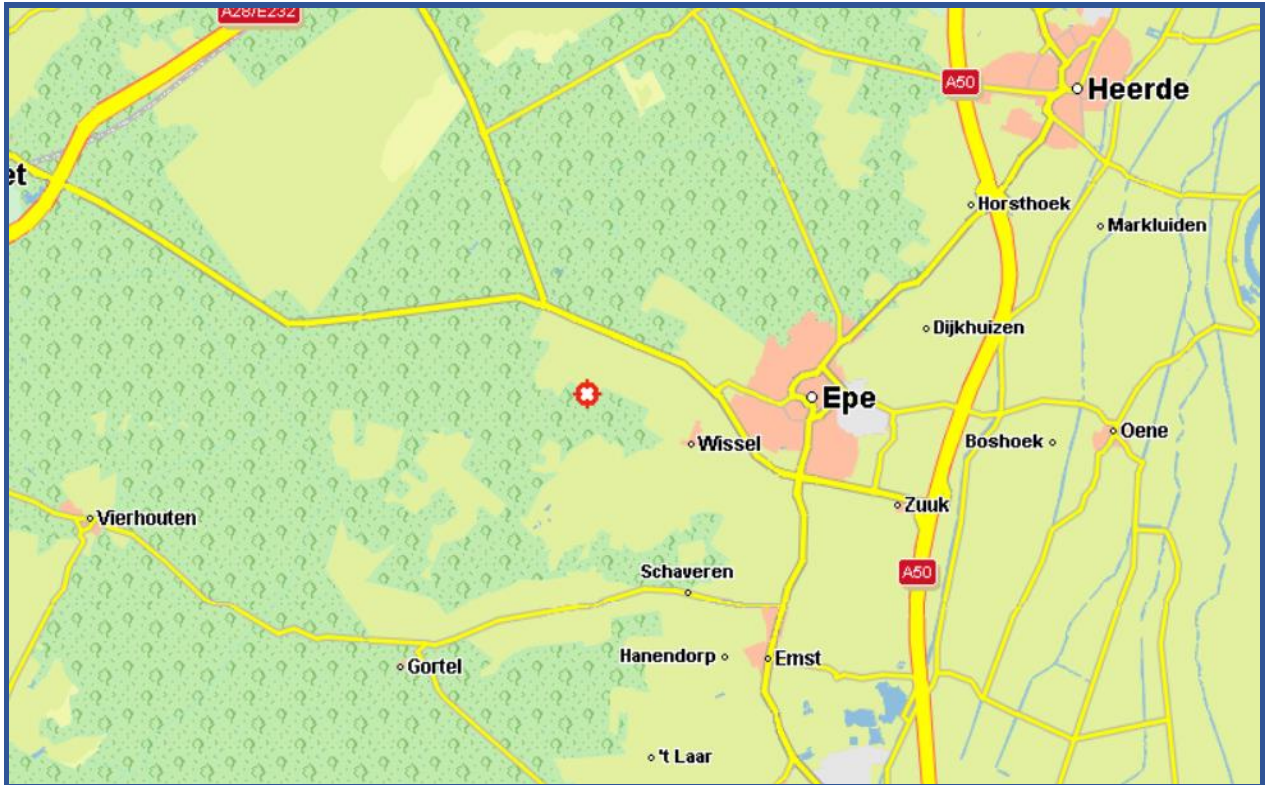 A28/E232
A50
Heerde
et
Horsthoek
Markluiden
Dijkhuizen
Epe
Oene
Boshoek
Wissel
Zuuk
Vierhouten
Schaveren
A50
Hanendorp
Emst
Gortel
't Laar